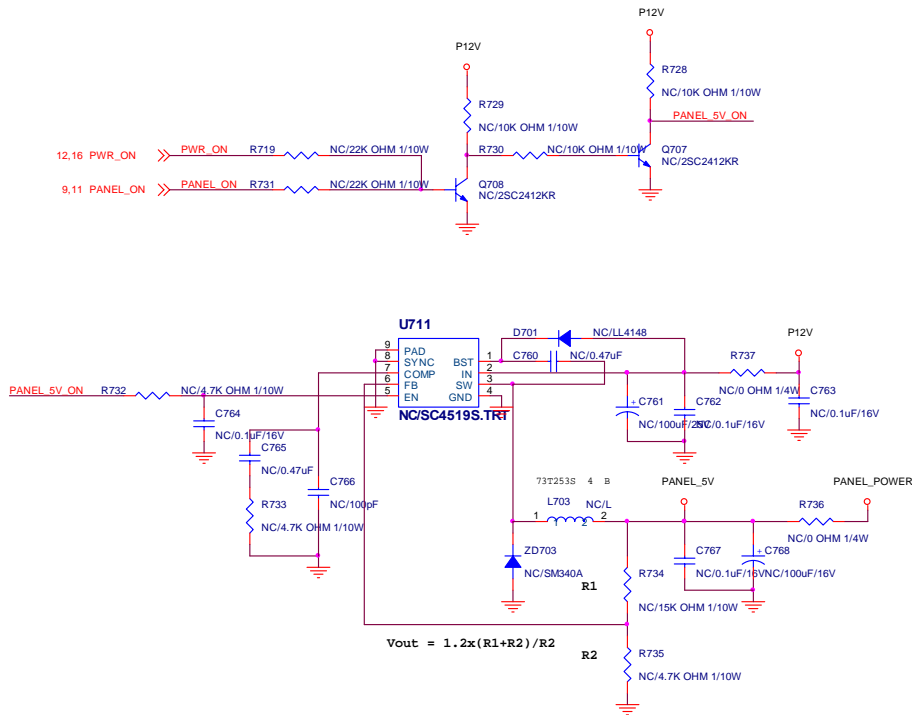 P12V
P12V
R728
NC/10K OHM 1/10W
R729
NC/10K OHM 1/10W
PANEL_5V_ON
12,16 PWR_ON
PWR_ON
R719
NC/22K OHM 1/10W
R730
NC/10K OHM 1/10W
Q707
NC/2SC2412KR
9,11 PANEL_ON
PANEL_ON
R731
NC/22K OHM 1/10W
Q708
NC/2SC2412KR
U711
D701
NC/LL4148
P12V
9 PAD
8 SYNC
7 COMP
6 FB
5 EN
BST 1
IN 2
SW 3
GND 4
NC/SC4519S.TRT
C760
NC/0.47uF
R737
NC/0 OHM 1/4W
C763
NC/0.1uF/16V
PANEL_5V_ON
R732
NC/4.7K OHM 1/10W
C764
NC/0.1uF/16V
C761
NC/100uF/25V
C762
NC/0.1uF/16V
C765
NC/0.47uF
C766
NC/100pF
R733
NC/4.7K OHM 1/10W
73T253S 4 B
L703
NC/L
1
2
2
PANEL_5V
PANEL_POWER
R736
NC/0 OHM 1/4W
ZD703
NC/SM340A
R1
R734
NC/15K OHM 1/10W
C767
NC/0.1uF/16V
C768
NC/100uF/16V
Vout = 1.2x(R1+R2)/R2
R2
R735
NC/4.7K OHM 1/10W